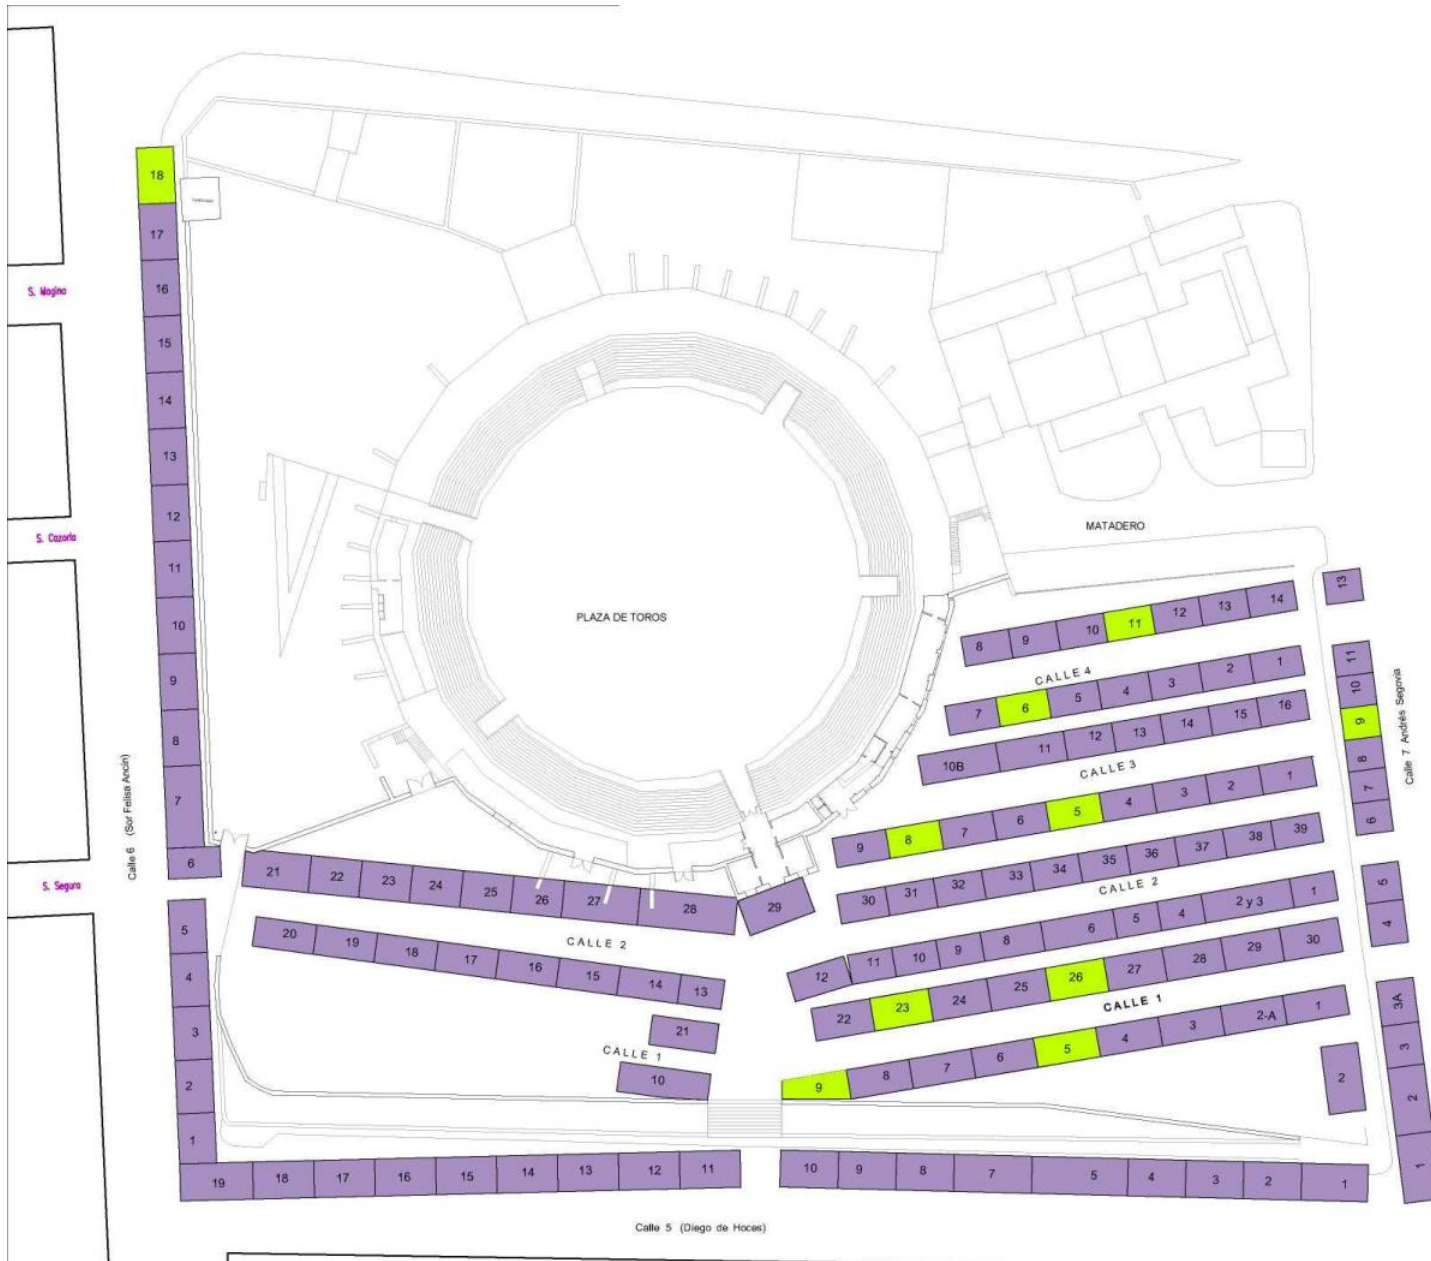 18
17
16
15
14
13
12
11
10
9
8
7
6
5
4
3
2
1
S. Magina
S. Cazorla
S. Segura
Calle 6 (Sor Felisa Ancín)
PLAZA DE TOROS
MATADERO
8 9 10 11 12 13 14
CALLE 4
7 6 5 4 3 2 1
10B 11 12 13 14 15 16
CALLE 3
9 8 7 6 5 4 3 2 1
30 31 32 33 34 35 36 37 38 39
CALLE 2
12 11 10 9 8 6 5 4 2 y 3 1
22 23 24 25 26 27 28 29 30
CALLE 1
9 8 7 6 5 4 3 2-A 1
21 22 23 24 25 26 27 28 29
CALLE 2
20 19 18 17 16 15 14 13
21
CALLE 1
10
13
11
10
9
8
7
6
5
4
3A
3
2
1
2
Calle 7 Andrés Segovia
19 18 17 16 15 14 13 12 11 10 9 8 7 5 4 3 2 1
Calle 5 (Diego de Hoces)